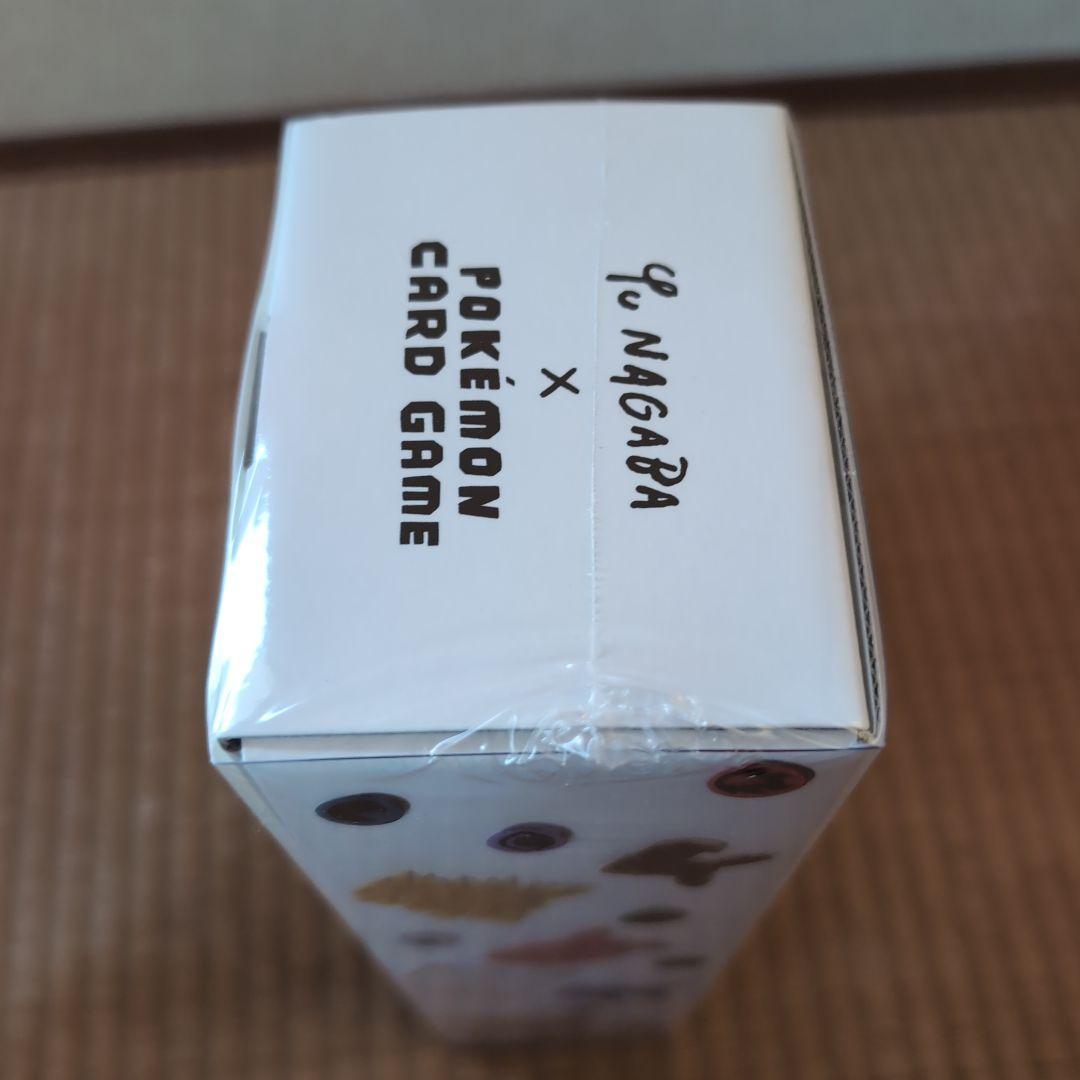 Yu NAGABA
×
POKÉMON
CARD GAME